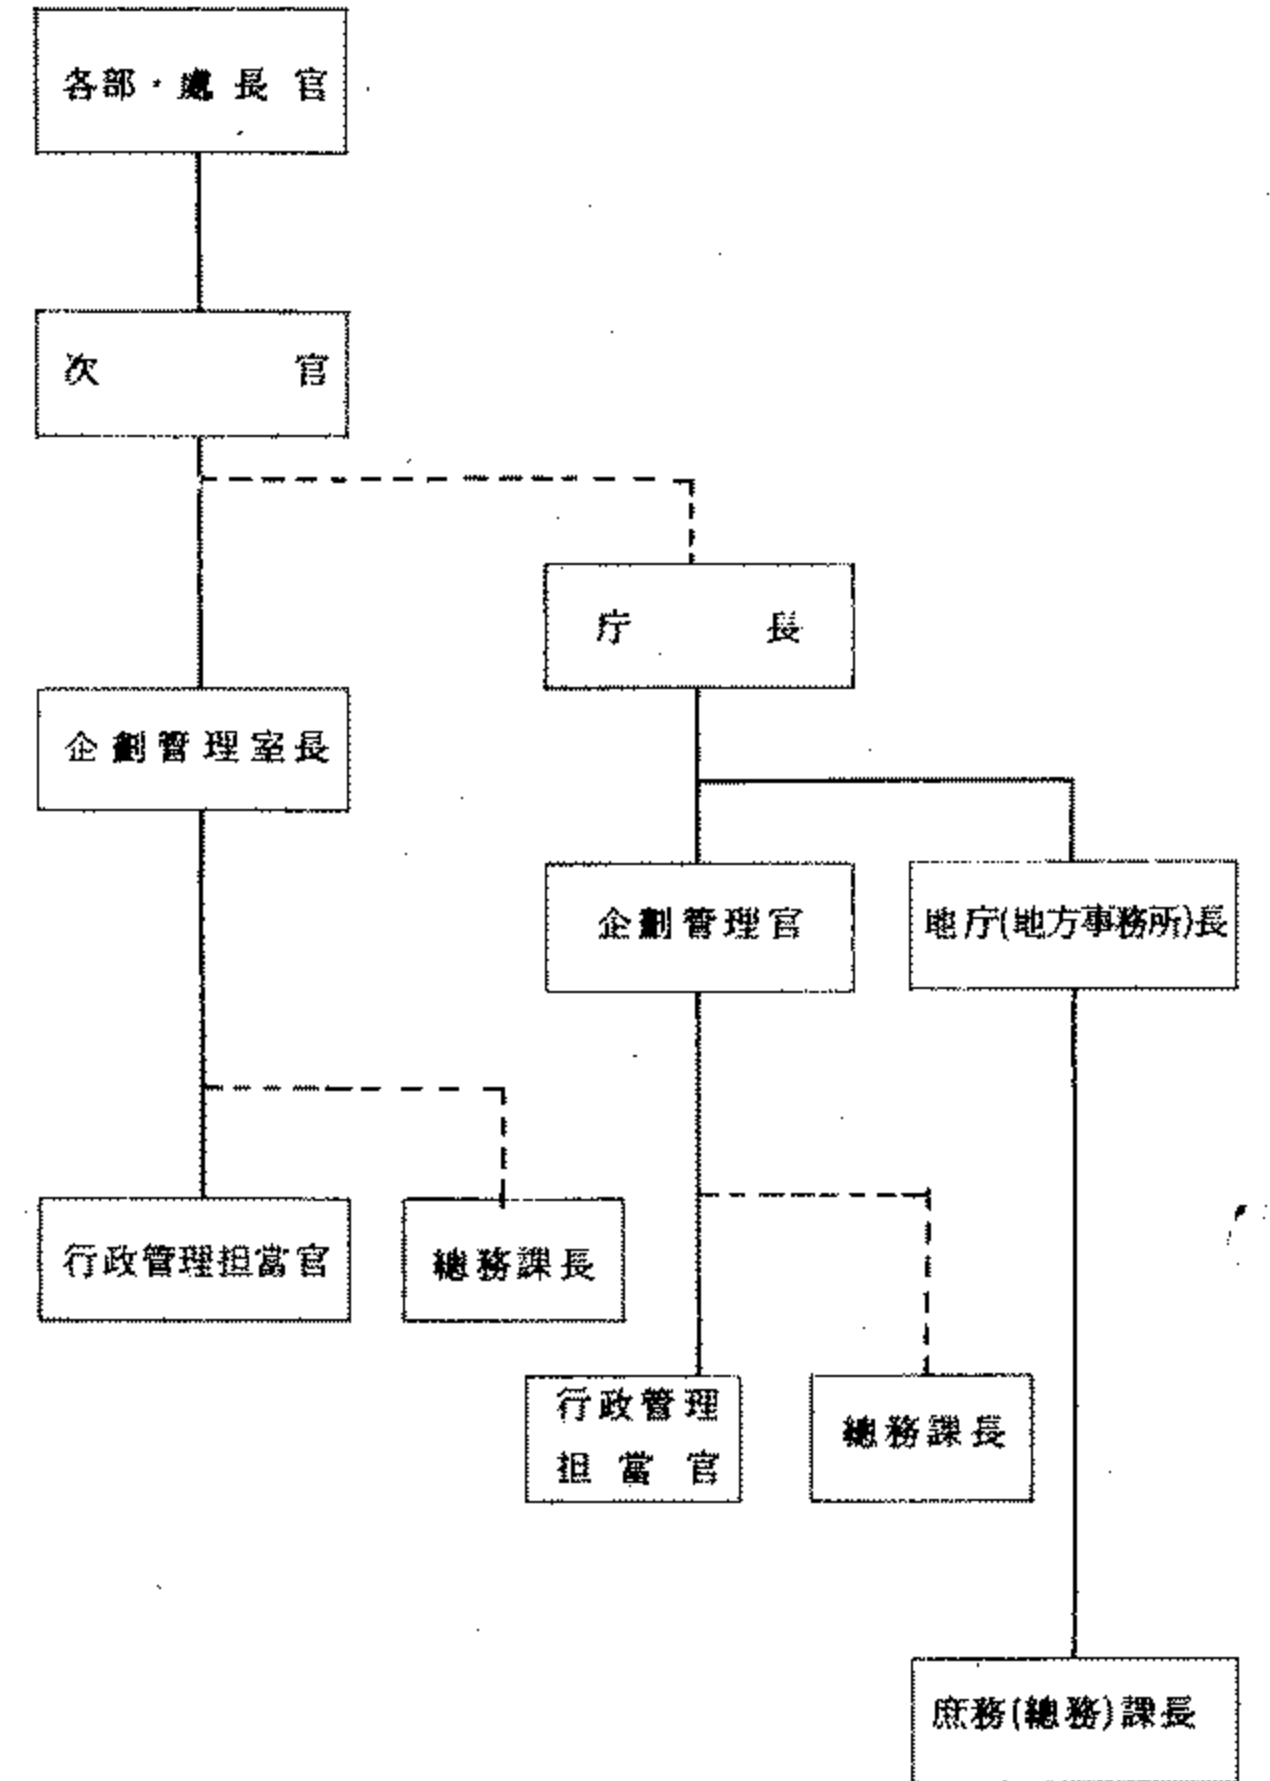 各部·處長官
次官
庁長
企劃管理室長
企劃管理官
地庁(地方事務所)長
行政管理担當官
總務課長
行政管理
担當官
總務課長
庶務(總務)課長